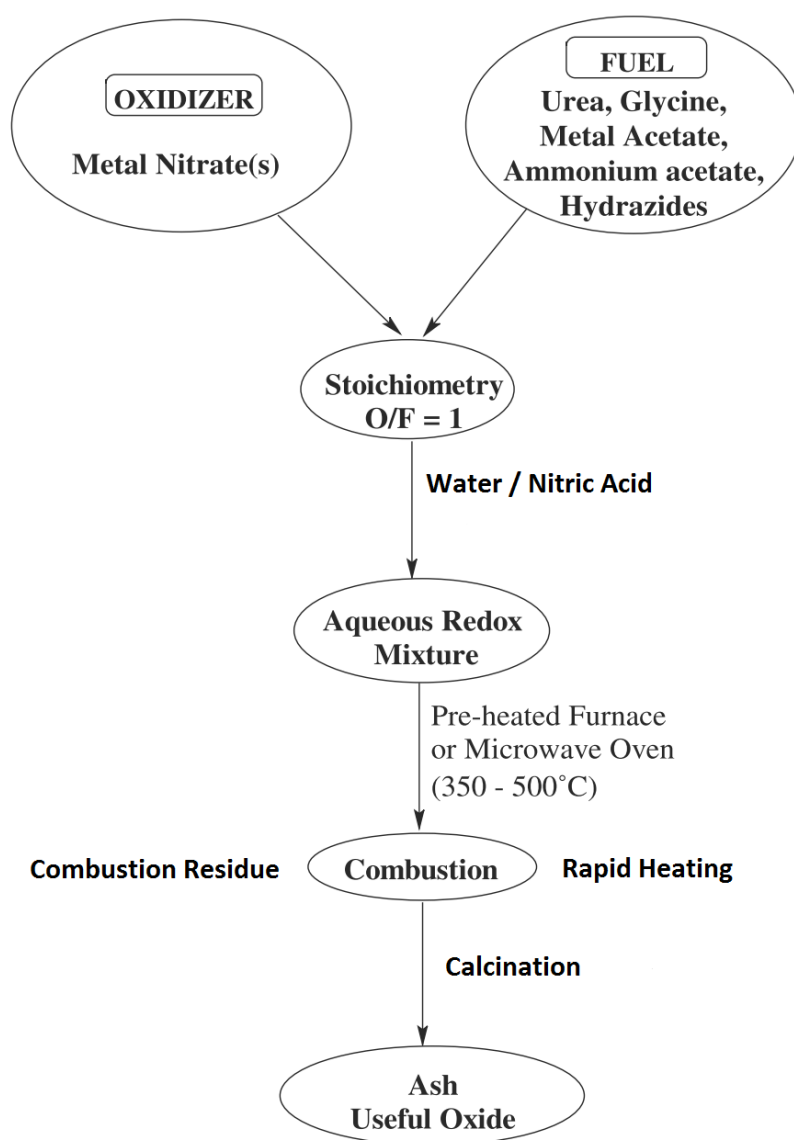 OXIDIZER
Metal Nitrate(s)
FUEL
Urea, Glycine,
Metal Acetate,
Ammonium acetate,
Hydrazides
Stoichiometry
O/F = 1
Water / Nitric Acid
Aqueous Redox
Mixture
Pre-heated Furnace
or Microwave Oven
(350 - 500˚C)
Combustion Residue
Combustion
Rapid Heating
Calcination
Ash
Useful Oxide